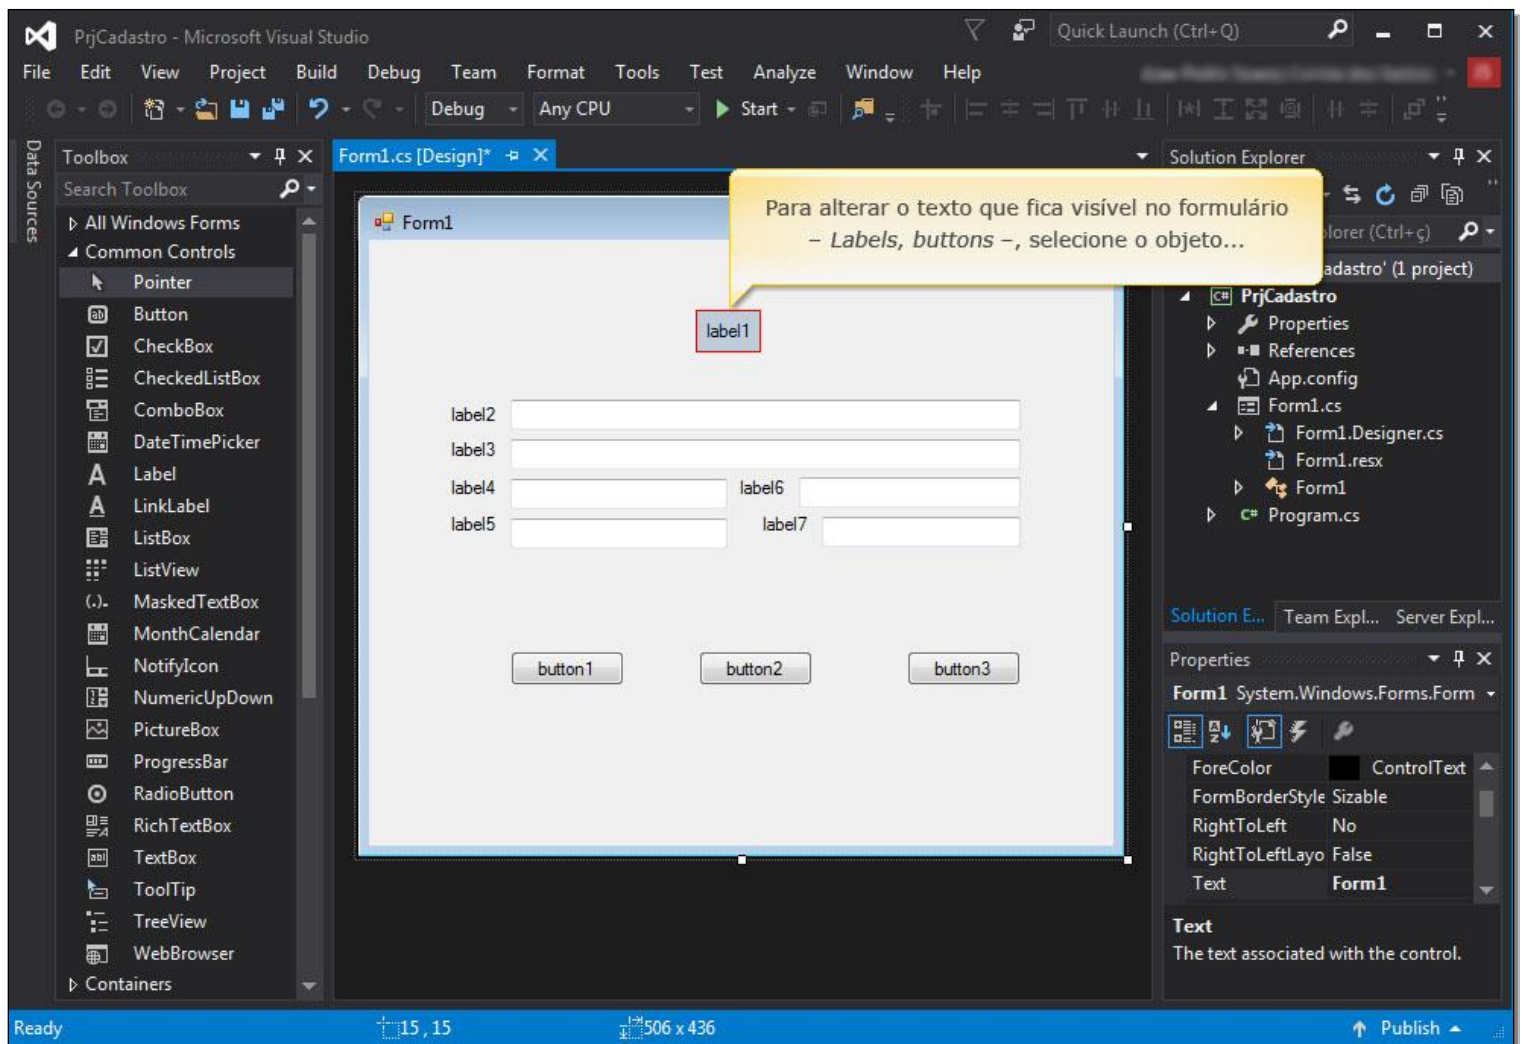 PrjCadastro - Microsoft Visual Studio
Quick Launch (Ctrl+Q)
File Edit View Project Build Debug Team Format Tools Test Analyze Window Help
Debug Any CPU Start
Data Sources
Toolbox
Search Toolbox
All Windows Forms
Common Controls
Pointer
Button
CheckBox
CheckedListBox
ComboBox
DateTimePicker
Label
LinkLabel
ListBox
ListView
MaskedTextBox
MonthCalendar
NotifyIcon
NumericUpDown
PictureBox
ProgressBar
RadioButton
RichTextBox
TextBox
ToolTip
TreeView
WebBrowser
Containers
Form1.cs [Design]*
Form1
Para alterar o texto que fica visível no formulário
– Labels, buttons –, selecione o objeto...
label1
label2
label3
label4 label6
label5 label7
button1 button2 button3
Solution Explorer
lorer (Ctrl+ç)
adastro' (1 project)
C# PrjCadastro
Properties
References
App.config
Form1.cs
Form1.Designer.cs
Form1.resx
Form1
C# Program.cs
Solution E... Team Expl... Server Expl...
Properties
Form1 System.Windows.Forms.Form
ForeColor ControlText
FormBorderStyle Sizable
RightToLeft No
RightToLeftLayo False
Text Form1
Text
The text associated with the control.
Ready 15 , 15 506 x 436 Publish